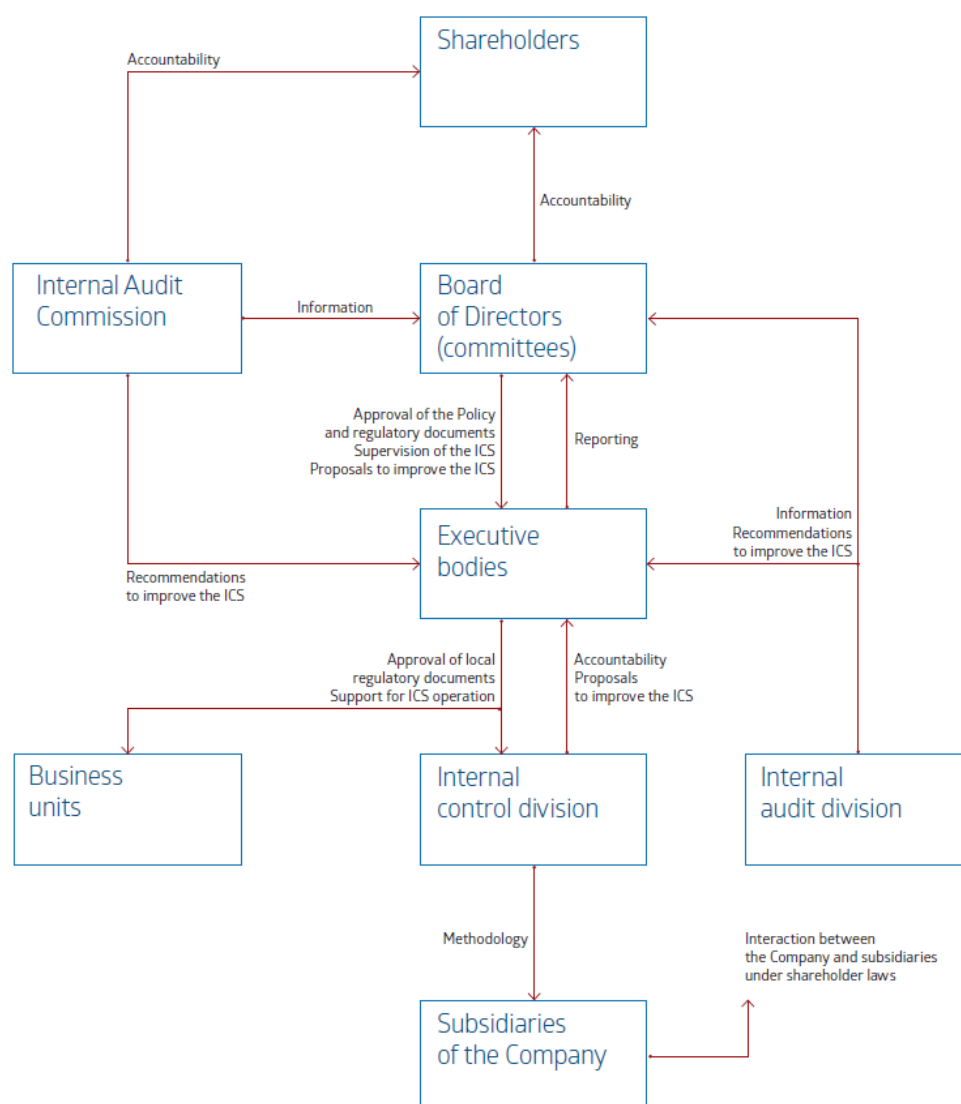 Shareholders
Accountability
Accountability
Internal Audit
Commission
Information
Board
of Directors
(committees)
Approval of the Policy
and regulatory documents
Supervision of the ICS
Proposals to improve the ICS
Reporting
Information
Recommendations
to improve the ICS
Executive
bodies
Recommendations
to improve the ICS
Approval of local
regulatory documents
Support for ICS operation
Accountability
Proposals
to improve the ICS
Business
units
Internal
control division
Internal
audit division
Methodology
Interaction between
the Company and subsidiaries
under shareholder laws
Subsidiaries
of the Company